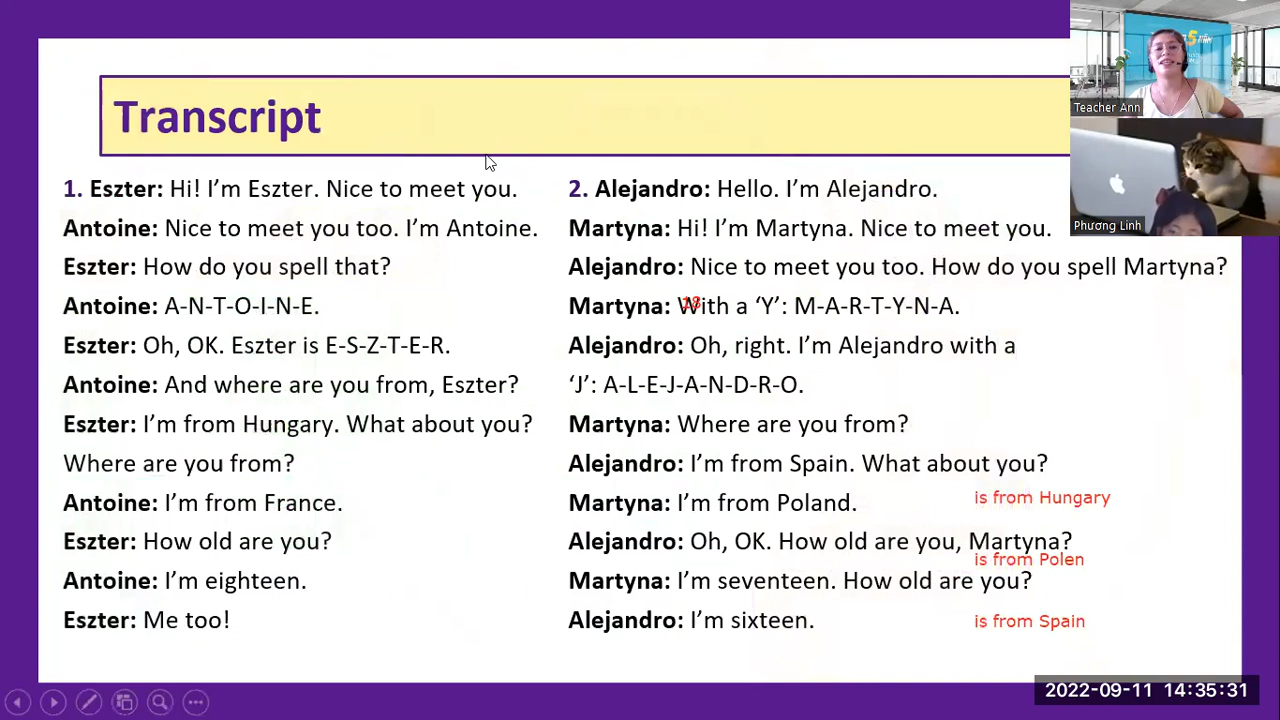 Transcript
1. Eszter: Hi! I’m Eszter. Nice to meet you.
Antoine: Nice to meet you too. I’m Antoine.
Eszter: How do you spell that?
Antoine: A-N-T-O-I-N-E.
Eszter: Oh, OK. Eszter is E-S-Z-T-E-R.
Antoine: And where are you from, Eszter?
Eszter: I’m from Hungary. What about you?
Where are you from?
Antoine: I’m from France.
Eszter: How old are you?
Antoine: I’m eighteen.
Eszter: Me too!
2. Alejandro: Hello. I’m Alejandro.
Martyna: Hi! I’m Martyna. Nice to meet you.
Alejandro: Nice to meet you too. How do you spell Martyna?
Martyna: With a ‘Y’: M-A-R-T-Y-N-A.
18
Alejandro: Oh, right. I’m Alejandro with a
‘J’: A-L-E-J-A-N-D-R-O.
Martyna: Where are you from?
Alejandro: I’m from Spain. What about you?
Martyna: I’m from Poland.
is from Hungary
Alejandro: Oh, OK. How old are you, Martyna?
is from Polen
Martyna: I’m seventeen. How old are you?
Alejandro: I’m sixteen.
is from Spain
Teacher Ann
Phương Linh
2022-09-11 14:35:31